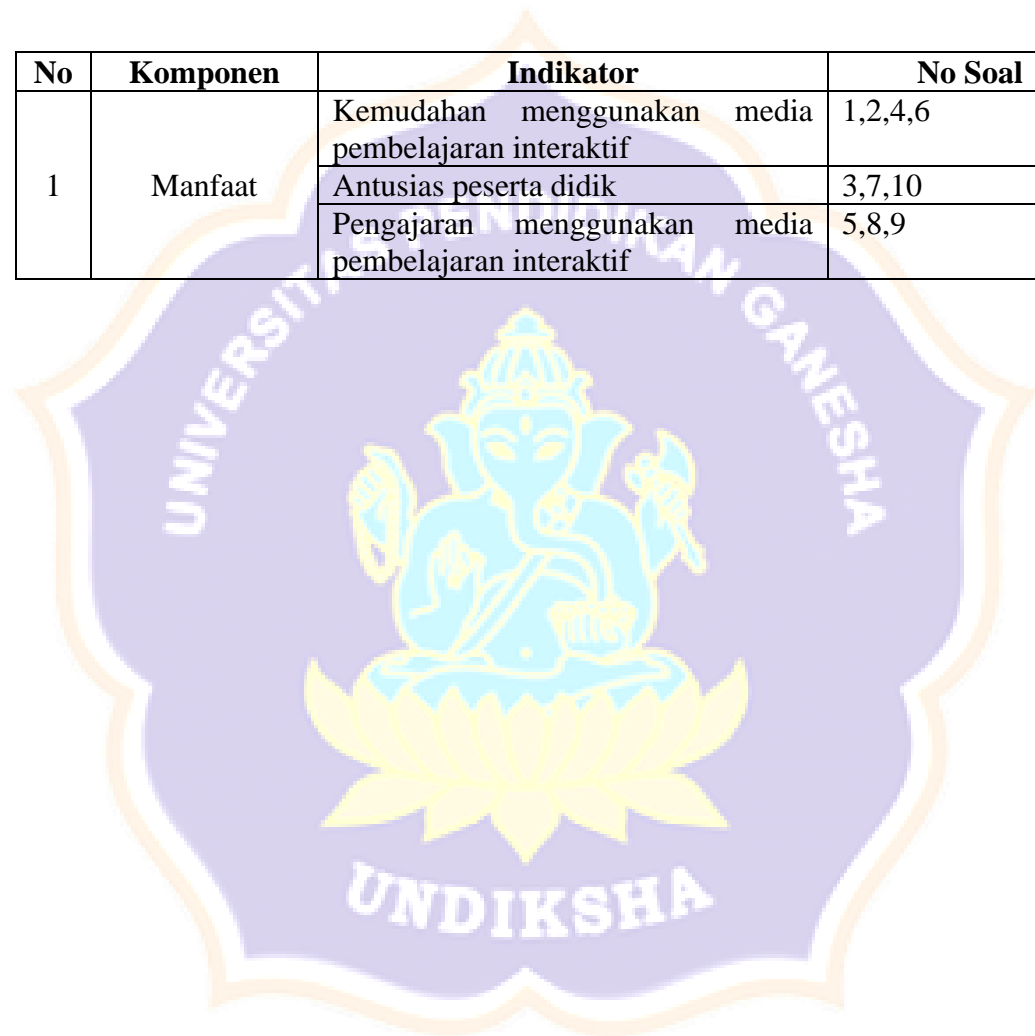 No Komponen Indikator No Soal
Kemudahan menggunakan media 1,2,4,6
pembelajaran interaktif
1 Manfaat Antusias peserta didik 3,7,10
Pengajaran menggunakan media 5,8,9
pembelajaran interaktif
UNIVERSITAS PENDIDIKAN GANESHA
UNDIKSHA